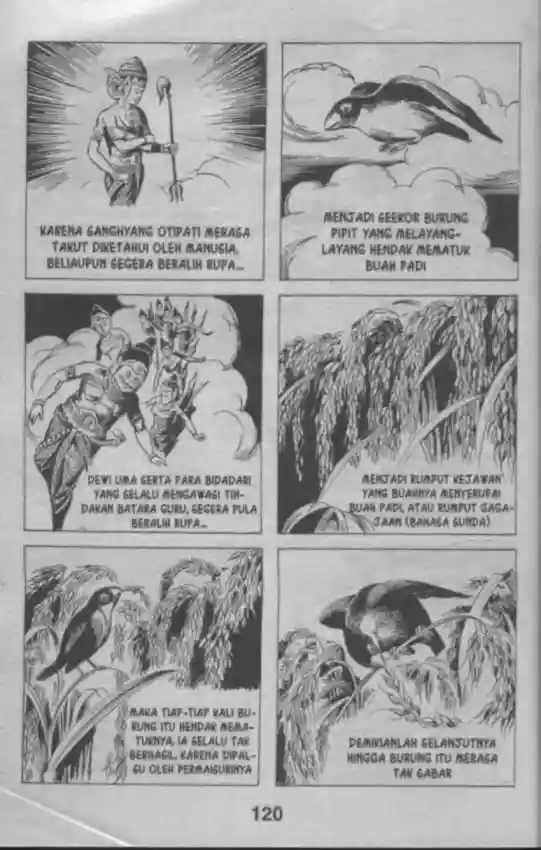 KARENA SANGHYANG OTIPATI MERASA
TAKUT DIKETAHUI OLEH MANUSIA,
BELIAUPUN SEGERA BERALIH RUPA...
MENJADI SEEKOR BURUNG
PIPIT YANG MELAYANG-
LAYANG HENDAK MEMATUK
BUAH PADI
DEWI UMA SERTA PARA BIDADARI
YANG SELALU MENGAWASI TIN-
DAKAN BATARA GURU, SEGERA PULA
BERALIH RUPA...
MENJADI RUMPUT KEJAWAN
YANG BUAHNYA MENYERUPAI
BUAH PADI, ATAU RUMPUT GAGA-
JAAN (BAHASA SUNDA)
MAKA TIAP-TIAP KALI BU-
RUNG ITU HENDAK MEMA-
TUKNYA, IA SELALU TAK
BERHASIL, KARENA DIPAL-
SU OLEH PERMAISURINYA
DEMIKIANLAH SELANJUTNYA
HINGGA BURUNG ITU MERASA
TAK SABAR
120